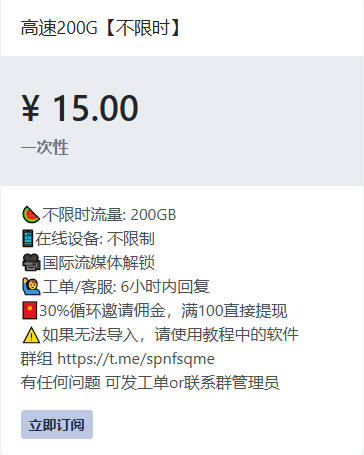 高速200G【不限时】
¥ 15.00
一次性
不限时流量: 200GB
在线设备: 不限制
国际流媒体解锁
工单/客服: 6小时内回复
30%循环邀请佣金，满100直接提现
如果无法导入，请使用教程中的软件
群组 https://t.me/spnfsqme
有任何问题 可发工单or联系群管理员
立即订阅